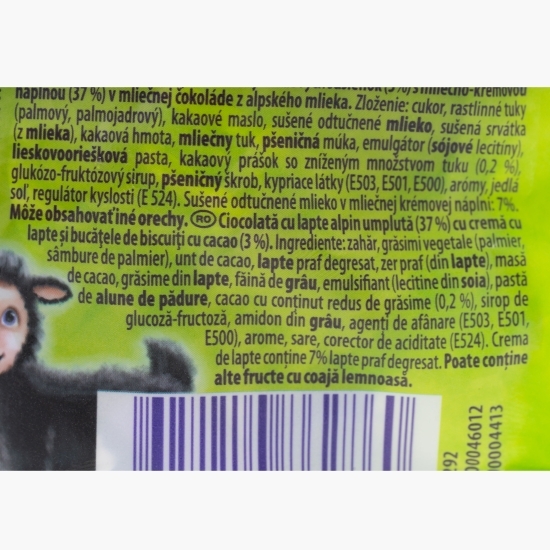 náplňou (37 %) v mliečnej čokoláde z alpského mlieka. Zloženie: cukor, rastlinné tuky
(palmový, palmojadrový), kakaové maslo, sušené odtučnené mlieko, sušená srvátka
(z mlieka), kakaová hmota, mliečny tuk, pšeničná múka, emulgátor (sójové lecitíny),
lieskovooriešková pasta, kakaový prášok so zníženým množstvom tuku (0,2 %),
glukózo-fruktózový sirup, pšeničný škrob, kypriace látky (E503, E501, E500), arómy, jedlá
soľ, regulátor kyslosti (E 524). Sušené odtučnené mlieko v mliečnej krémovej náplni: 7%.
Môže obsahovať iné orechy. RO Ciocolată cu lapte alpin umplută (37 %) cu cremă cu
lapte și bucățele de biscuiți cu cacao (3 %). Ingrediente: zahăr, grăsimi vegetale (palmier,
sâmbure de palmier), unt de cacao, lapte praf degresat, zer praf (din lapte), masă
de cacao, grăsime din lapte, făină de grâu, emulsifiant (lecitine din soia), pastă
de alune de pădure, cacao cu conținut redus de grăsime (0,2 %), sirop de
glucoză-fructoză, amidon din grâu, agenți de afânare (E503, E501,
E500), arome, sare, corector de aciditate (E524). Crema
de lapte conține 7% lapte praf degresat. Poate conține
alte fructe cu coajă lemnoasă.
292
00046012
0004413